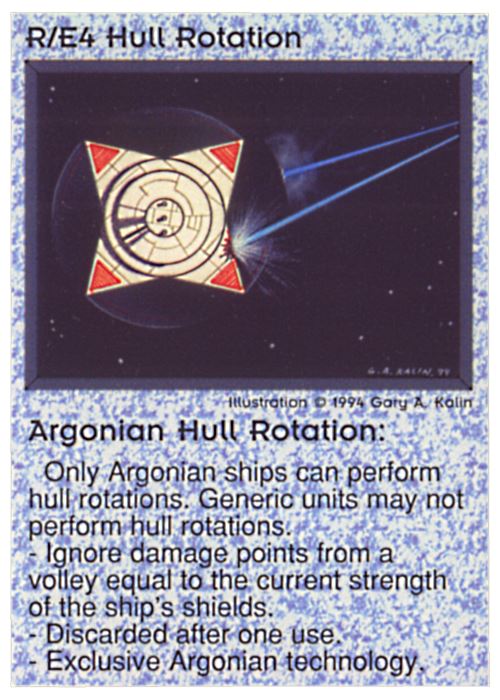 R/E4 Hull Rotation
G. A. KALIN, 94
Illustration © 1994 Gary A. Kalin
Argonian Hull Rotation:
Only Argonian ships can perform
hull rotations. Generic units may not
perform hull rotations.
- Ignore damage points from a
volley equal to the current strength
of the ship's shields.
- Discarded after one use.
- Exclusive Argonian technology.